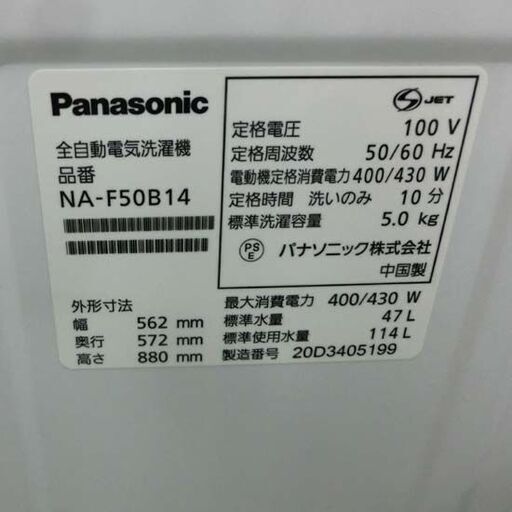 Panasonic
全自動電気洗濯機
品番
NA-F50B14
外形寸法
幅 562 mm
奥行 572 mm
高さ 880 mm
S JET
定格電圧 100 V
定格周波数 50/60 Hz
電動機定格消費電力 400/430 W
定格時間 洗いのみ 10 分
標準洗濯容量 5.0 kg
PS E パナソニック株式会社
中国製
最大消費電力 400/430 W
標準水量 47 L
標準使用水量 114 L
製造番号 20D3405199